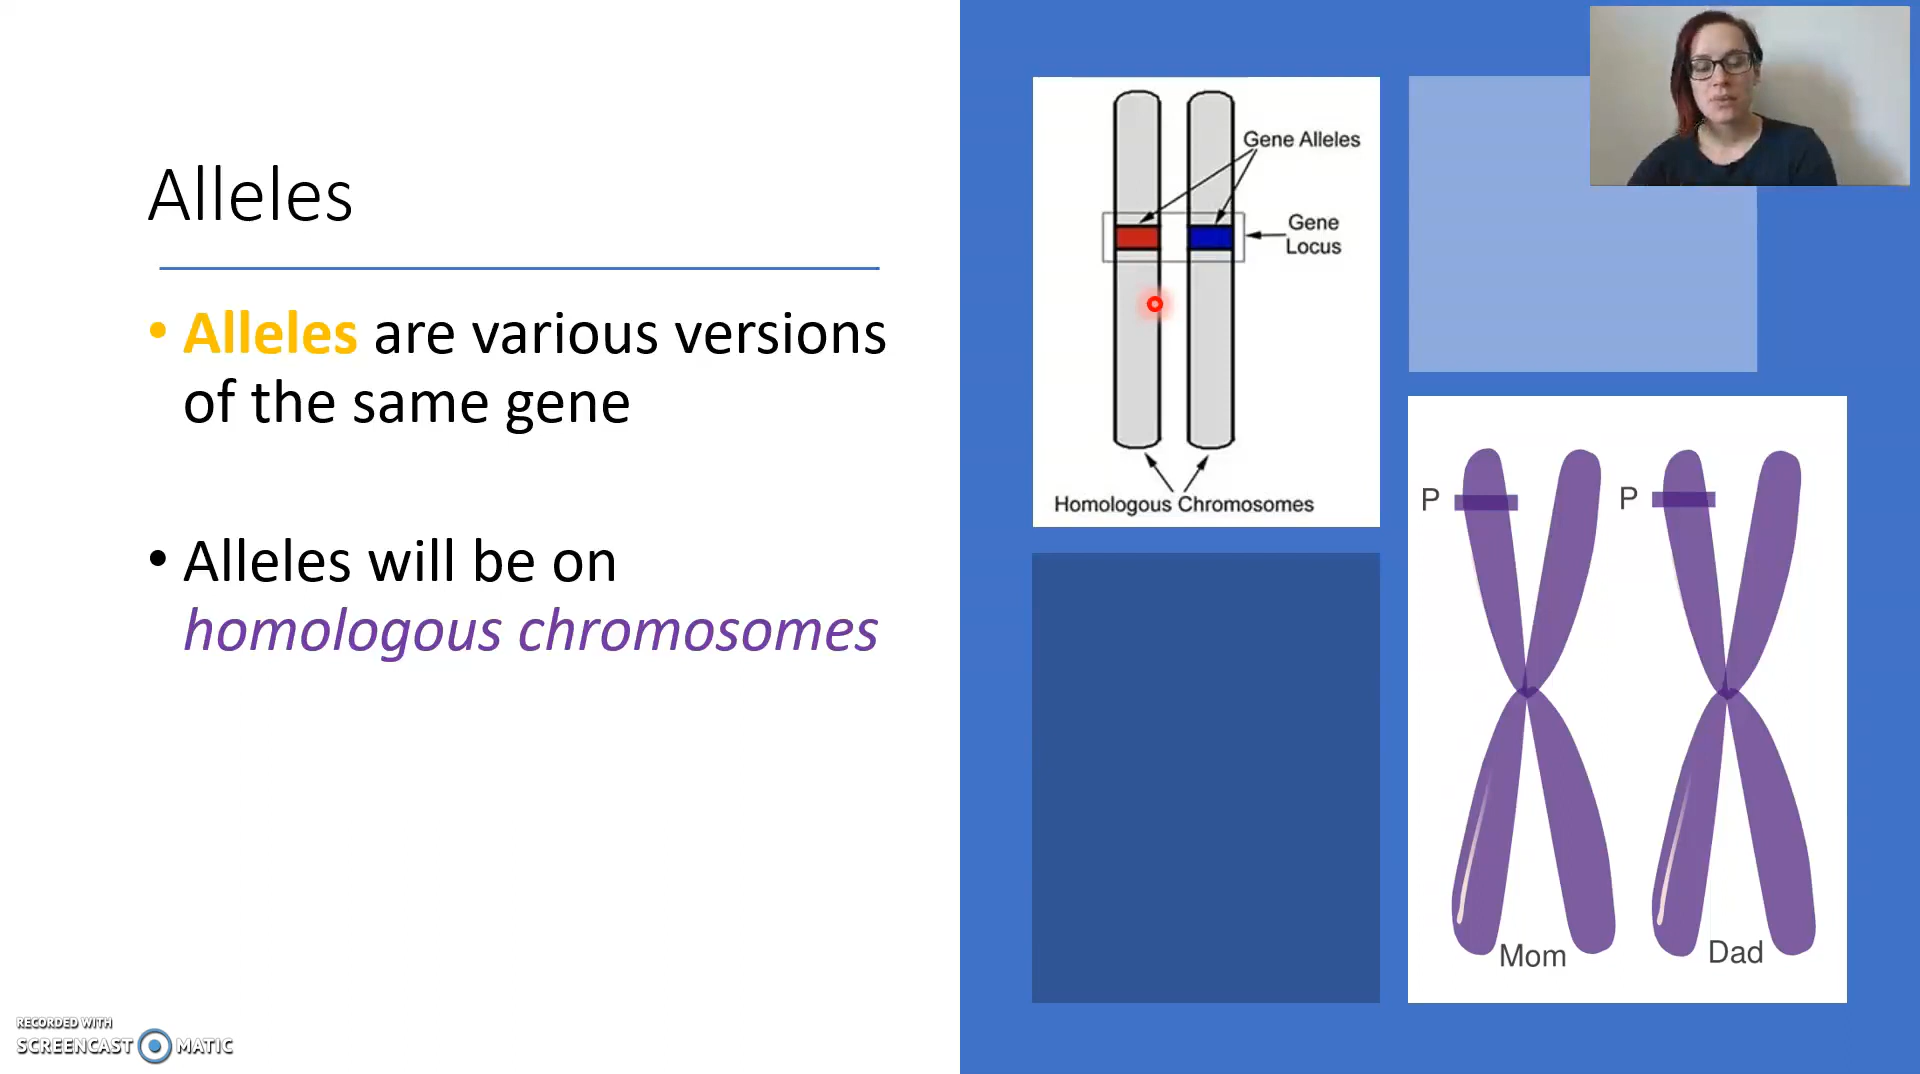 Alleles
• Alleles are various versions
of the same gene
• Alleles will be on
homologous chromosomes
Gene Alleles
Gene
Locus
Homologous Chromosomes
P
P
Mom
Dad
RECORDED WITH
SCREENCAST MATIC